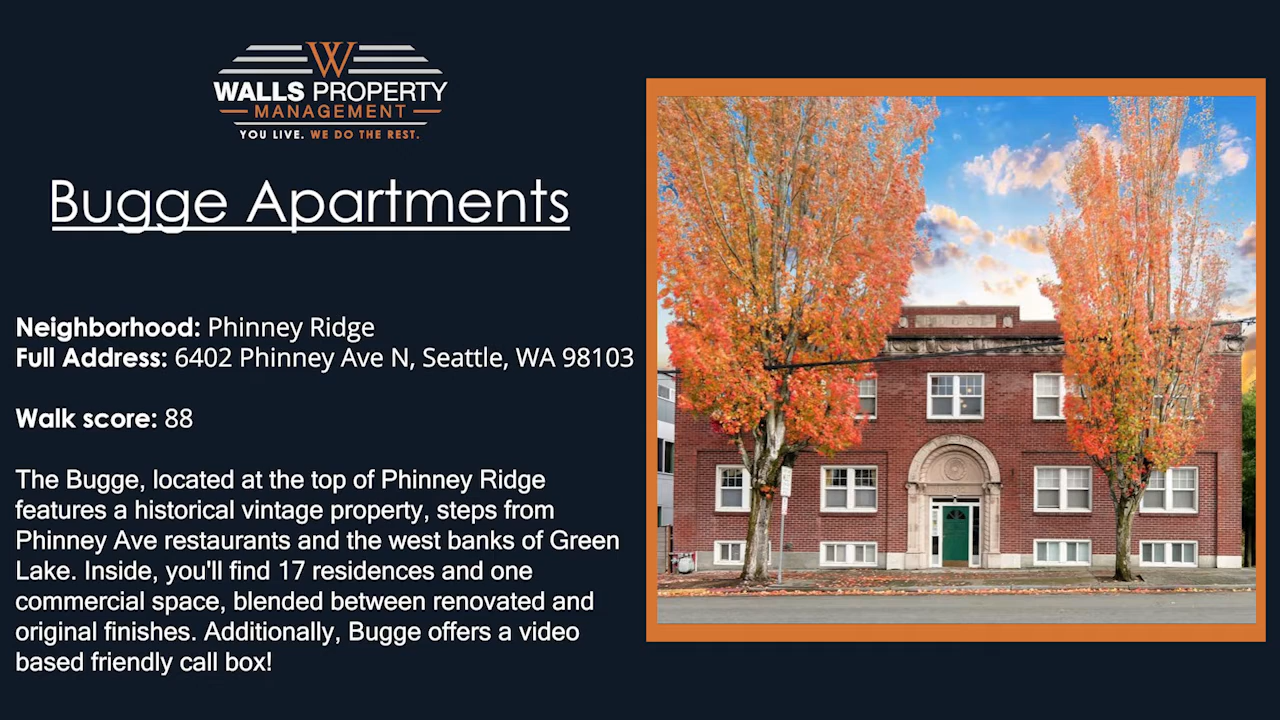 W
WALLS PROPERTY
MANAGEMENT
YOU LIVE. WE DO THE REST.
Bugge Apartments
Neighborhood: Phinney Ridge
Full Address: 6402 Phinney Ave N, Seattle, WA 98103
Walk score: 88
The Bugge, located at the top of Phinney Ridge
features a historical vintage property, steps from
Phinney Ave restaurants and the west banks of Green
Lake. Inside, you'll find 17 residences and one
commercial space, blended between renovated and
original finishes. Additionally, Bugge offers a video
based friendly call box!